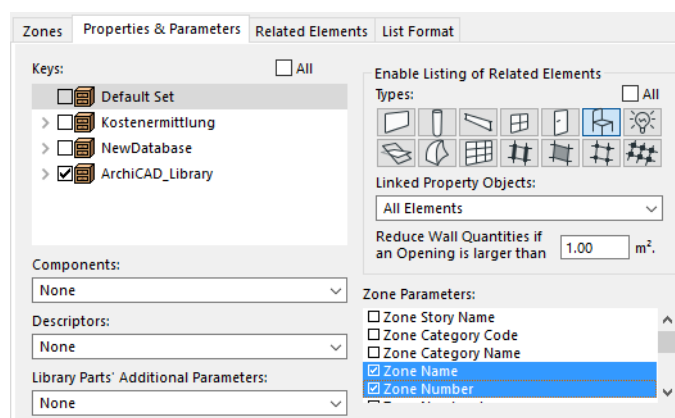 Zones Properties & Parameters Related Elements List Format
Keys: All
Default Set
Kostenermittlung
NewDatabase
ArchiCAD_Library
Components:
None
Descriptors:
None
Library Parts' Additional Parameters:
None
Enable Listing of Related Elements
Types: All
Linked Property Objects:
All Elements
Reduce Wall Quantities if
an Opening is larger than 1.00 m².
Zone Parameters:
Zone Story Name
Zone Category Code
Zone Category Name
Zone Name
Zone Number